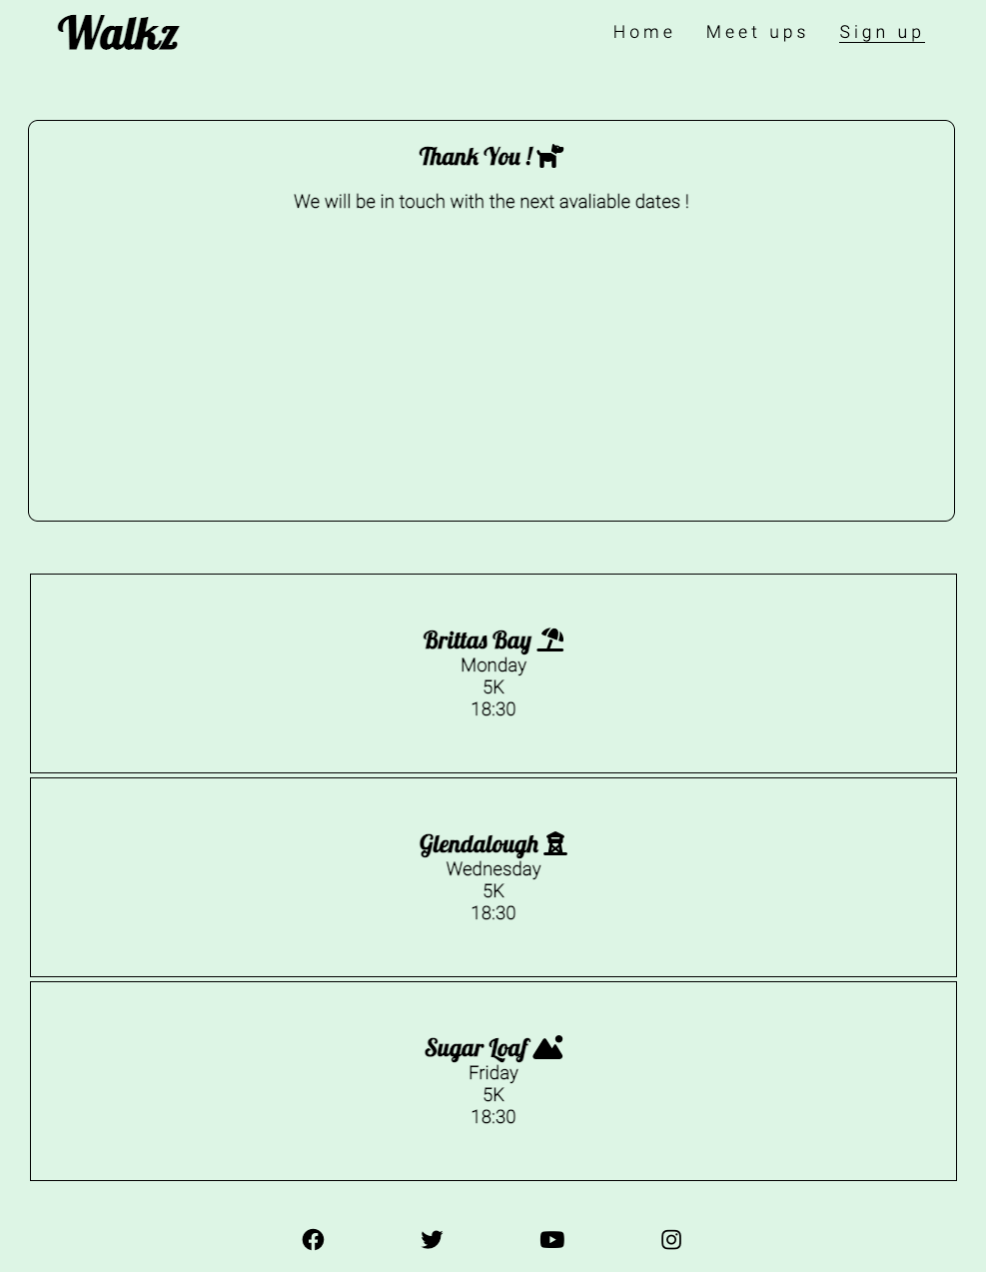 Walkz
Home Meet ups Sign up
Thank You !
We will be in touch with the next avaliable dates !
Brittas Bay
Monday
5K
18:30
Glendalough
Wednesday
5K
18:30
Sugar Loaf
Friday
5K
18:30